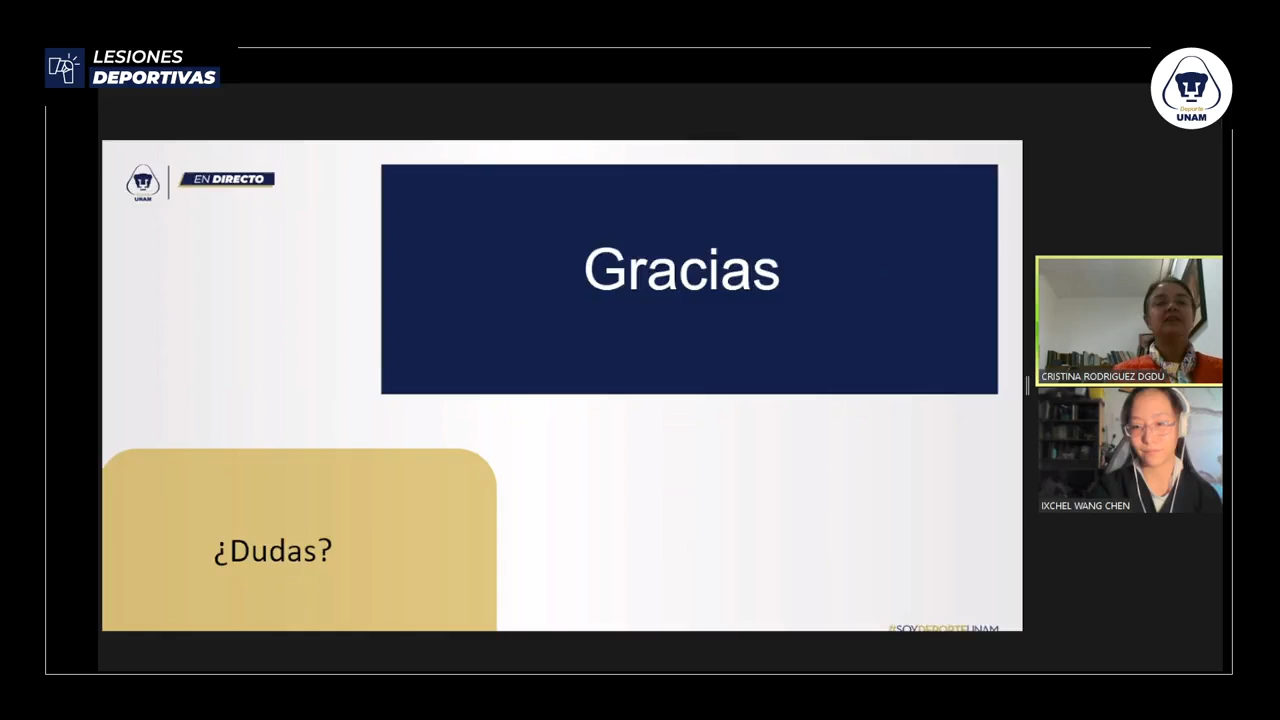 LESIONES
DEPORTIVAS
Deporte
UNAM
UNAM
EN DIRECTO
Gracias
¿Dudas?
#SOYDEPORTEUNAM
CRISTINA RODRIGUEZ DGDU
IXCHEL WANG CHEN